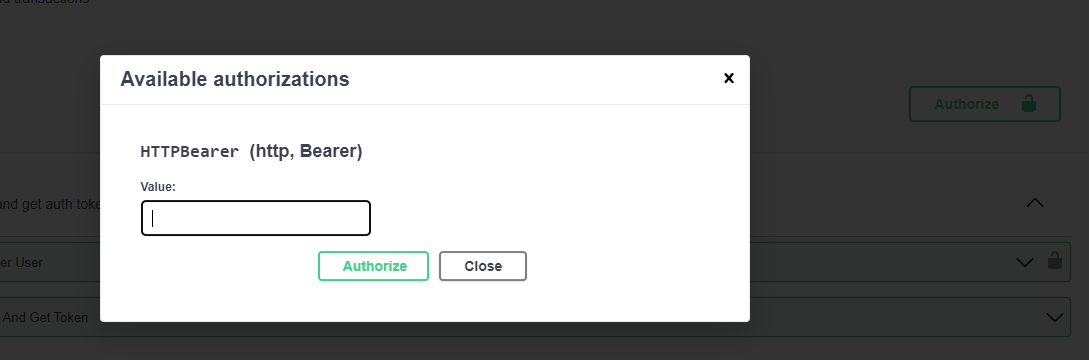 transactions
Available authorizations
×
Authorize
HTTPBearer (http, Bearer)
Value:
and get auth toke
er User
Authorize
Close
And Get Token